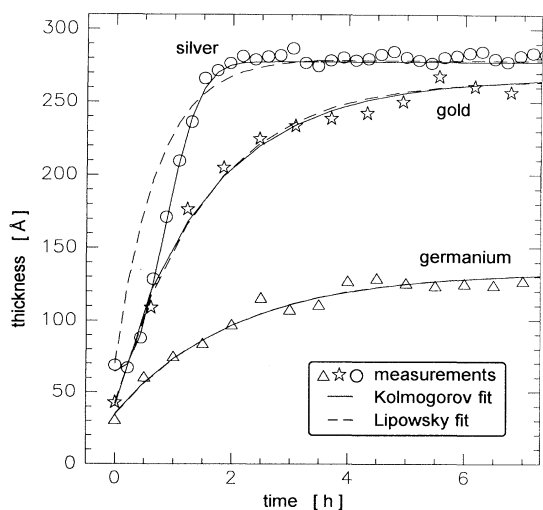 300
250
200
150
100
50
0
thickness [ Å ]
silver
gold
germanium
measurements
Kolmogorov fit
Lipowsky fit
0
2
4
6
time [ h ]